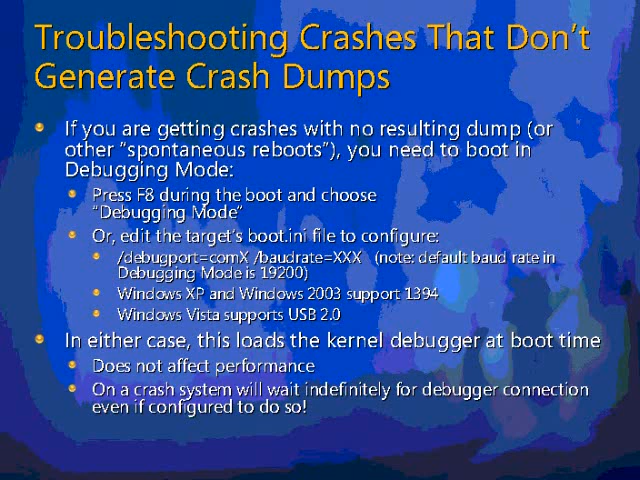 Troubleshooting Crashes That Don't
Generate Crash Dumps
If you are getting crashes with no resulting dump (or
other "spontaneous reboots"), you need to boot in
Debugging Mode:
Press F8 during the boot and choose
"Debugging Mode"
Or, edit the target's boot.ini file to configure:
/debugport=comX /baudrate=XXX (note: default baud rate in
Debugging Mode is 19200)
Windows XP and Windows 2003 support 1394
Windows Vista supports USB 2.0
In either case, this loads the kernel debugger at boot time
Does not affect performance
On a crash system will wait indefinitely for debugger connection
even if configured to do so!